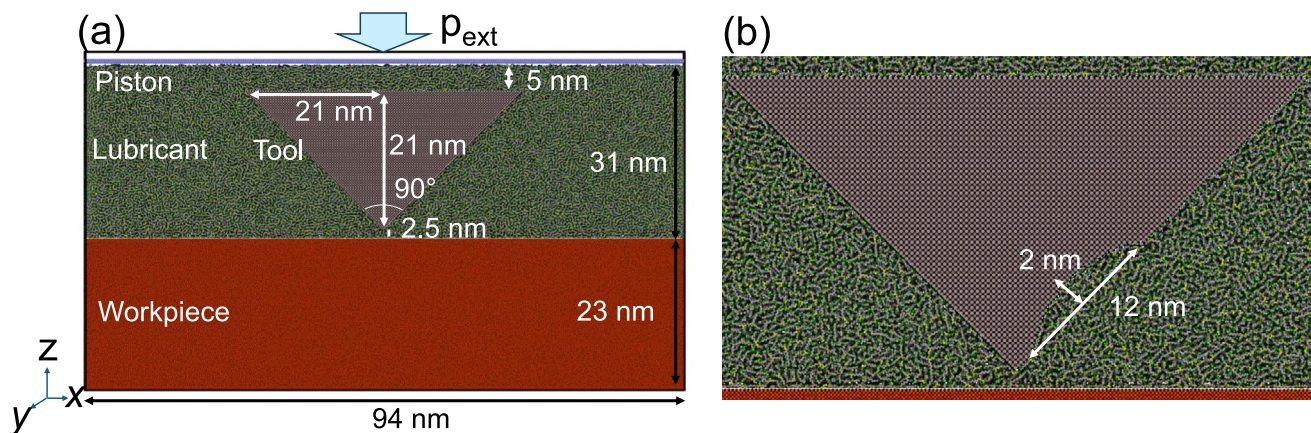 (a)
p_ext
Piston
5 nm
21 nm
Lubricant
Tool
21 nm
31 nm
90°
2.5 nm
Workpiece
23 nm
z
y
x
94 nm
(b)
2 nm
12 nm